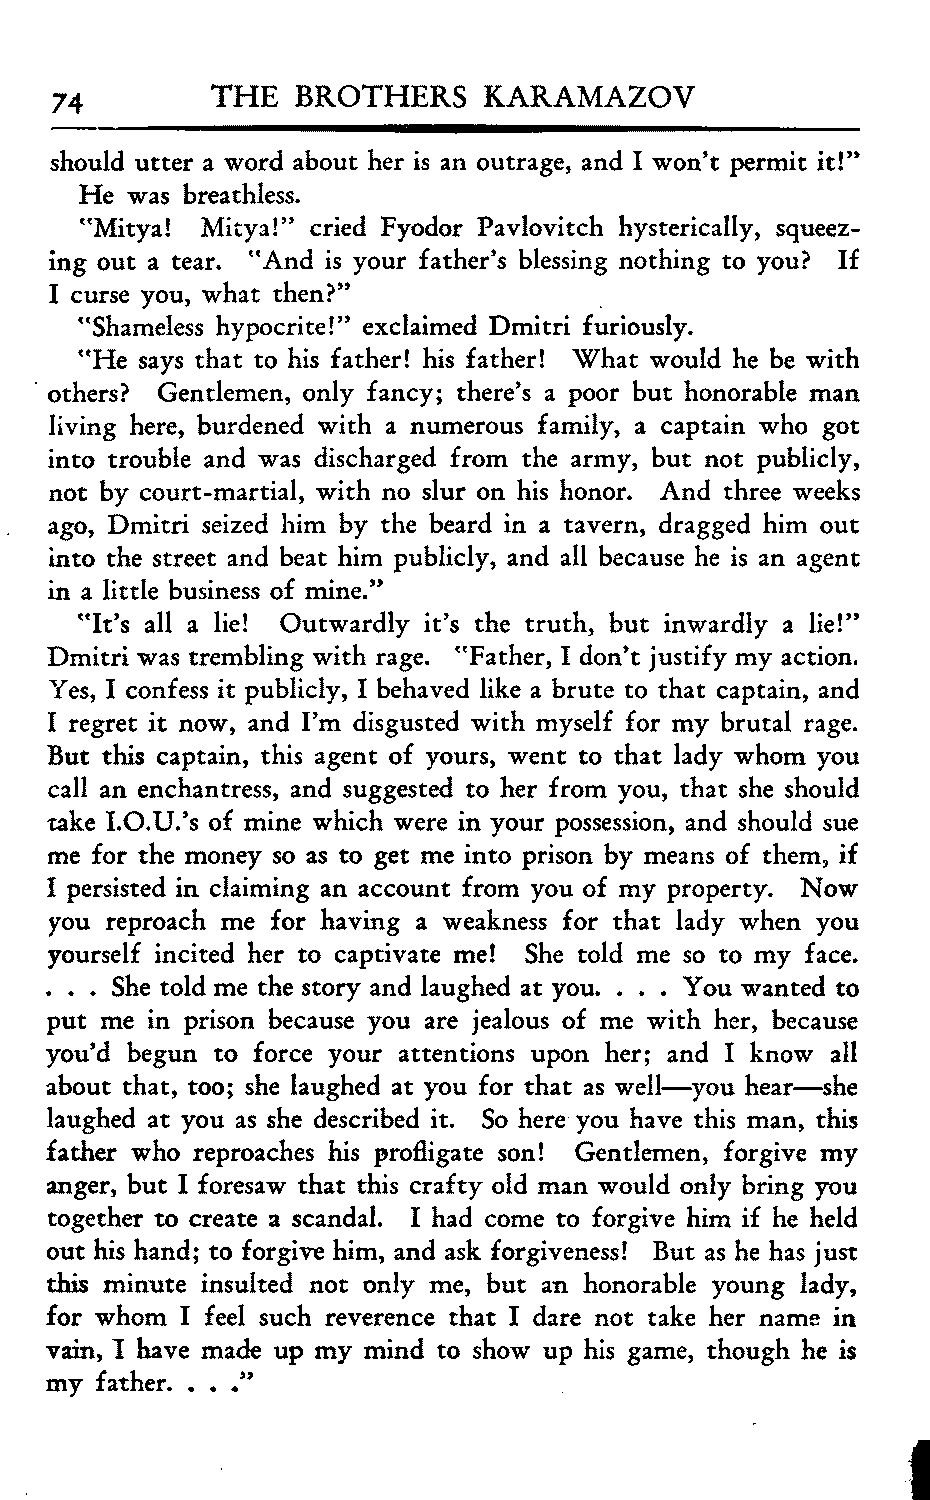 74 THE BROTHERS KARAMAZOV
should utter a word about her is an outrage, and I won't permit it!"
He was breathless.
"Mitya! Mitya!" cried Fyodor Pavlovitch hysterically, squeez-
ing out a tear. "And is your father's blessing nothing to you? If
I curse you, what then?"
"Shameless hypocrite!" exclaimed Dmitri furiously.
"He says that to his father! his father! What would he be with
others? Gentlemen, only fancy; there's a poor but honorable man
living here, burdened with a numerous family, a captain who got
into trouble and was discharged from the army, but not publicly,
not by court-martial, with no slur on his honor. And three weeks
ago, Dmitri seized him by the beard in a tavern, dragged him out
into the street and beat him publicly, and all because he is an agent
in a little business of mine."
"It's all a lie! Outwardly it's the truth, but inwardly a lie!"
Dmitri was trembling with rage. "Father, I don't justify my action.
Yes, I confess it publicly, I behaved like a brute to that captain, and
I regret it now, and I'm disgusted with myself for my brutal rage.
But this captain, this agent of yours, went to that lady whom you
call an enchantress, and suggested to her from you, that she should
take I.O.U.'s of mine which were in your possession, and should sue
me for the money so as to get me into prison by means of them, if
I persisted in claiming an account from you of my property. Now
you reproach me for having a weakness for that lady when you
yourself incited her to captivate me! She told me so to my face.
. . . She told me the story and laughed at you. . . . You wanted to
put me in prison because you are jealous of me with her, because
you'd begun to force your attentions upon her; and I know all
about that, too; she laughed at you for that as well—you hear—she
laughed at you as she described it. So here you have this man, this
father who reproaches his profligate son! Gentlemen, forgive my
anger, but I foresaw that this crafty old man would only bring you
together to create a scandal. I had come to forgive him if he held
out his hand; to forgive him, and ask forgiveness! But as he has just
this minute insulted not only me, but an honorable young lady,
for whom I feel such reverence that I dare not take her name in
vain, I have made up my mind to show up his game, though he is
my father. . . ."